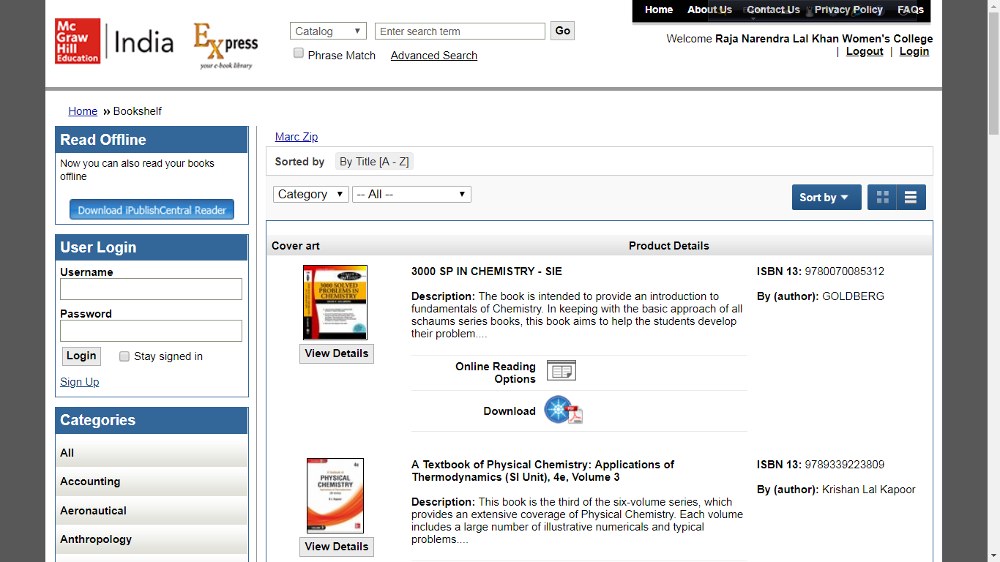 Home About Us Contact Us Privacy Policy FAQs
Mc
Graw
Hill
Education
India
Express
your e-book library
Catalog
Enter search term
Go
Phrase Match
Advanced Search
Welcome Raja Narendra Lal Khan Women's College
| Logout | Login
Home » Bookshelf
Read Offline
Now you can also read your books
offline
Download iPublishCentral Reader
User Login
Username
Password
Login
Stay signed in
Sign Up
Categories
All
Accounting
Aeronautical
Anthropology
Marc Zip
Sorted by By Title [A - Z]
Category -- All --
Sort by
Cover art Product Details
3000 SOLVED
PROBLEMS IN
CHEMISTRY
View Details
3000 SP IN CHEMISTRY - SIE
Description: The book is intended to provide an introduction to
fundamentals of Chemistry. In keeping with the basic approach of all
schaums series books, this book aims to help the students develop
their problem....
Online Reading
Options
Download
ISBN 13: 9780070085312
By (author): GOLDBERG
PHYSICAL
CHEMISTRY
View Details
A Textbook of Physical Chemistry: Applications of
Thermodynamics (SI Unit), 4e, Volume 3
Description: This book is the third of the six-volume series, which
provides an extensive coverage of Physical Chemistry. Each volume
includes a large number of illustrative numericals and typical
problems....
ISBN 13: 9789339223809
By (author): Krishan Lal Kapoor